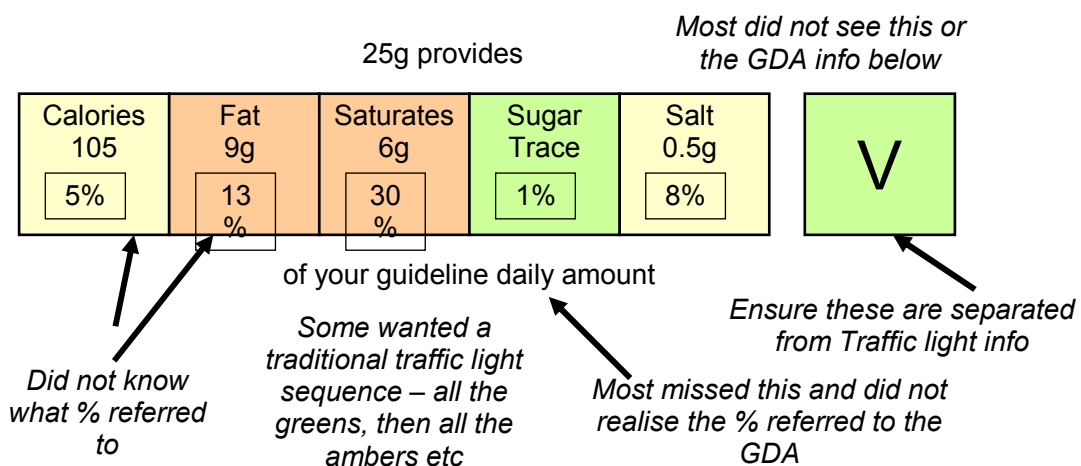 25g provides
Most did not see this or
the GDA info below
Calories
105
5%
Fat
9g
13
%
Saturates
6g
30
%
Sugar
Trace
1%
Salt
0.5g
8%
V
of your guideline daily amount
Did not know
what % referred
to
Some wanted a
traditional traffic light
sequence – all the
greens, then all the
ambers etc
Ensure these are separated
from Traffic light info
Most missed this and did not
realise the % referred to the
GDA